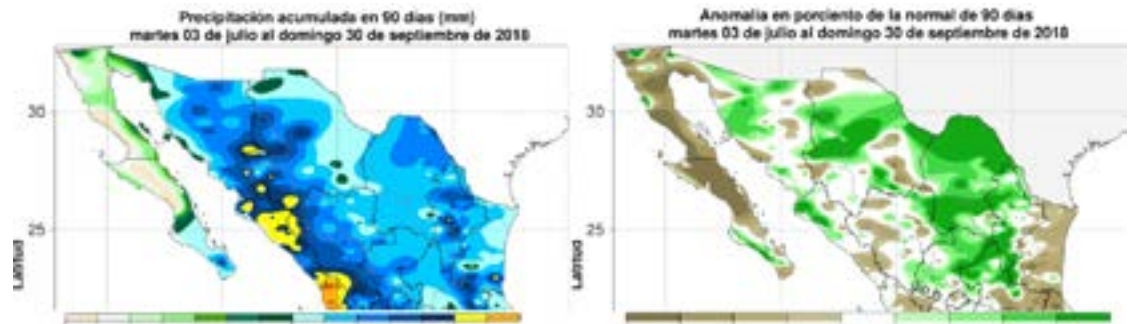 Precipitación acumulada en 90 días (mm)
martes 03 de julio al domingo 30 de septiembre de 2018
30
25
Latitud
Anomalia en porciento de la normal de 90 dias
martes 03 de julio al domingo 30 de septiembre de 2018
30
25
Latitud